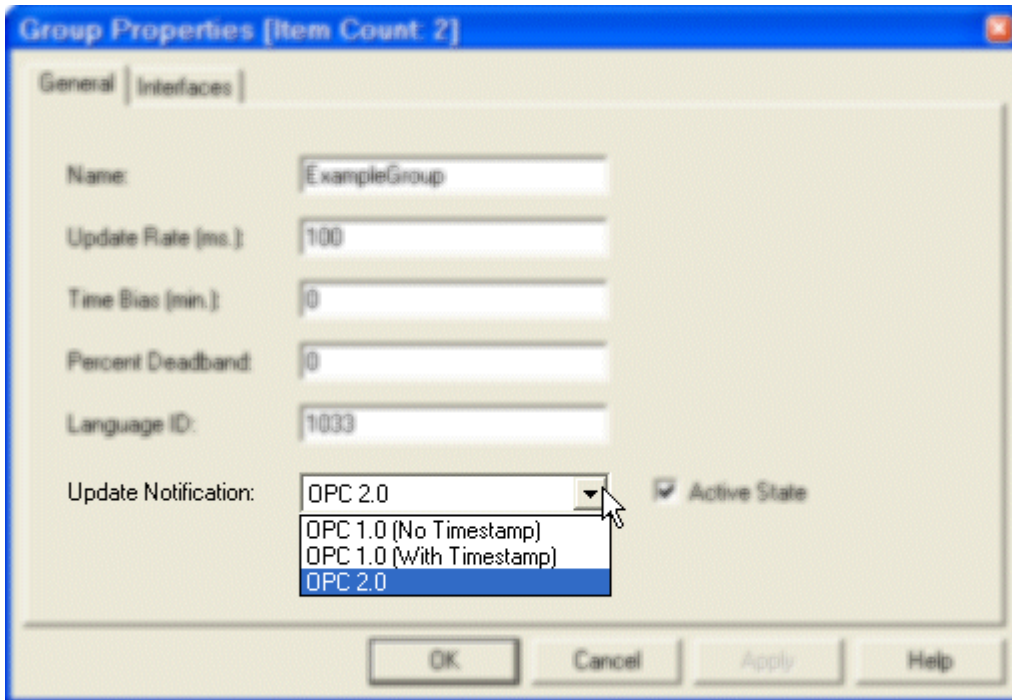 Group Properties [Item Count: 2]
General Interfaces
Name: ExampleGroup
Update Rate (ms.): 100
Time Bias (min.): 0
Percent Deadband: 0
Language ID: 1033
Update Notification: OPC 2.0 Active State
OPC 1.0 (No Timestamp)
OPC 1.0 (With Timestamp)
OPC 2.0
OK Cancel Apply Help